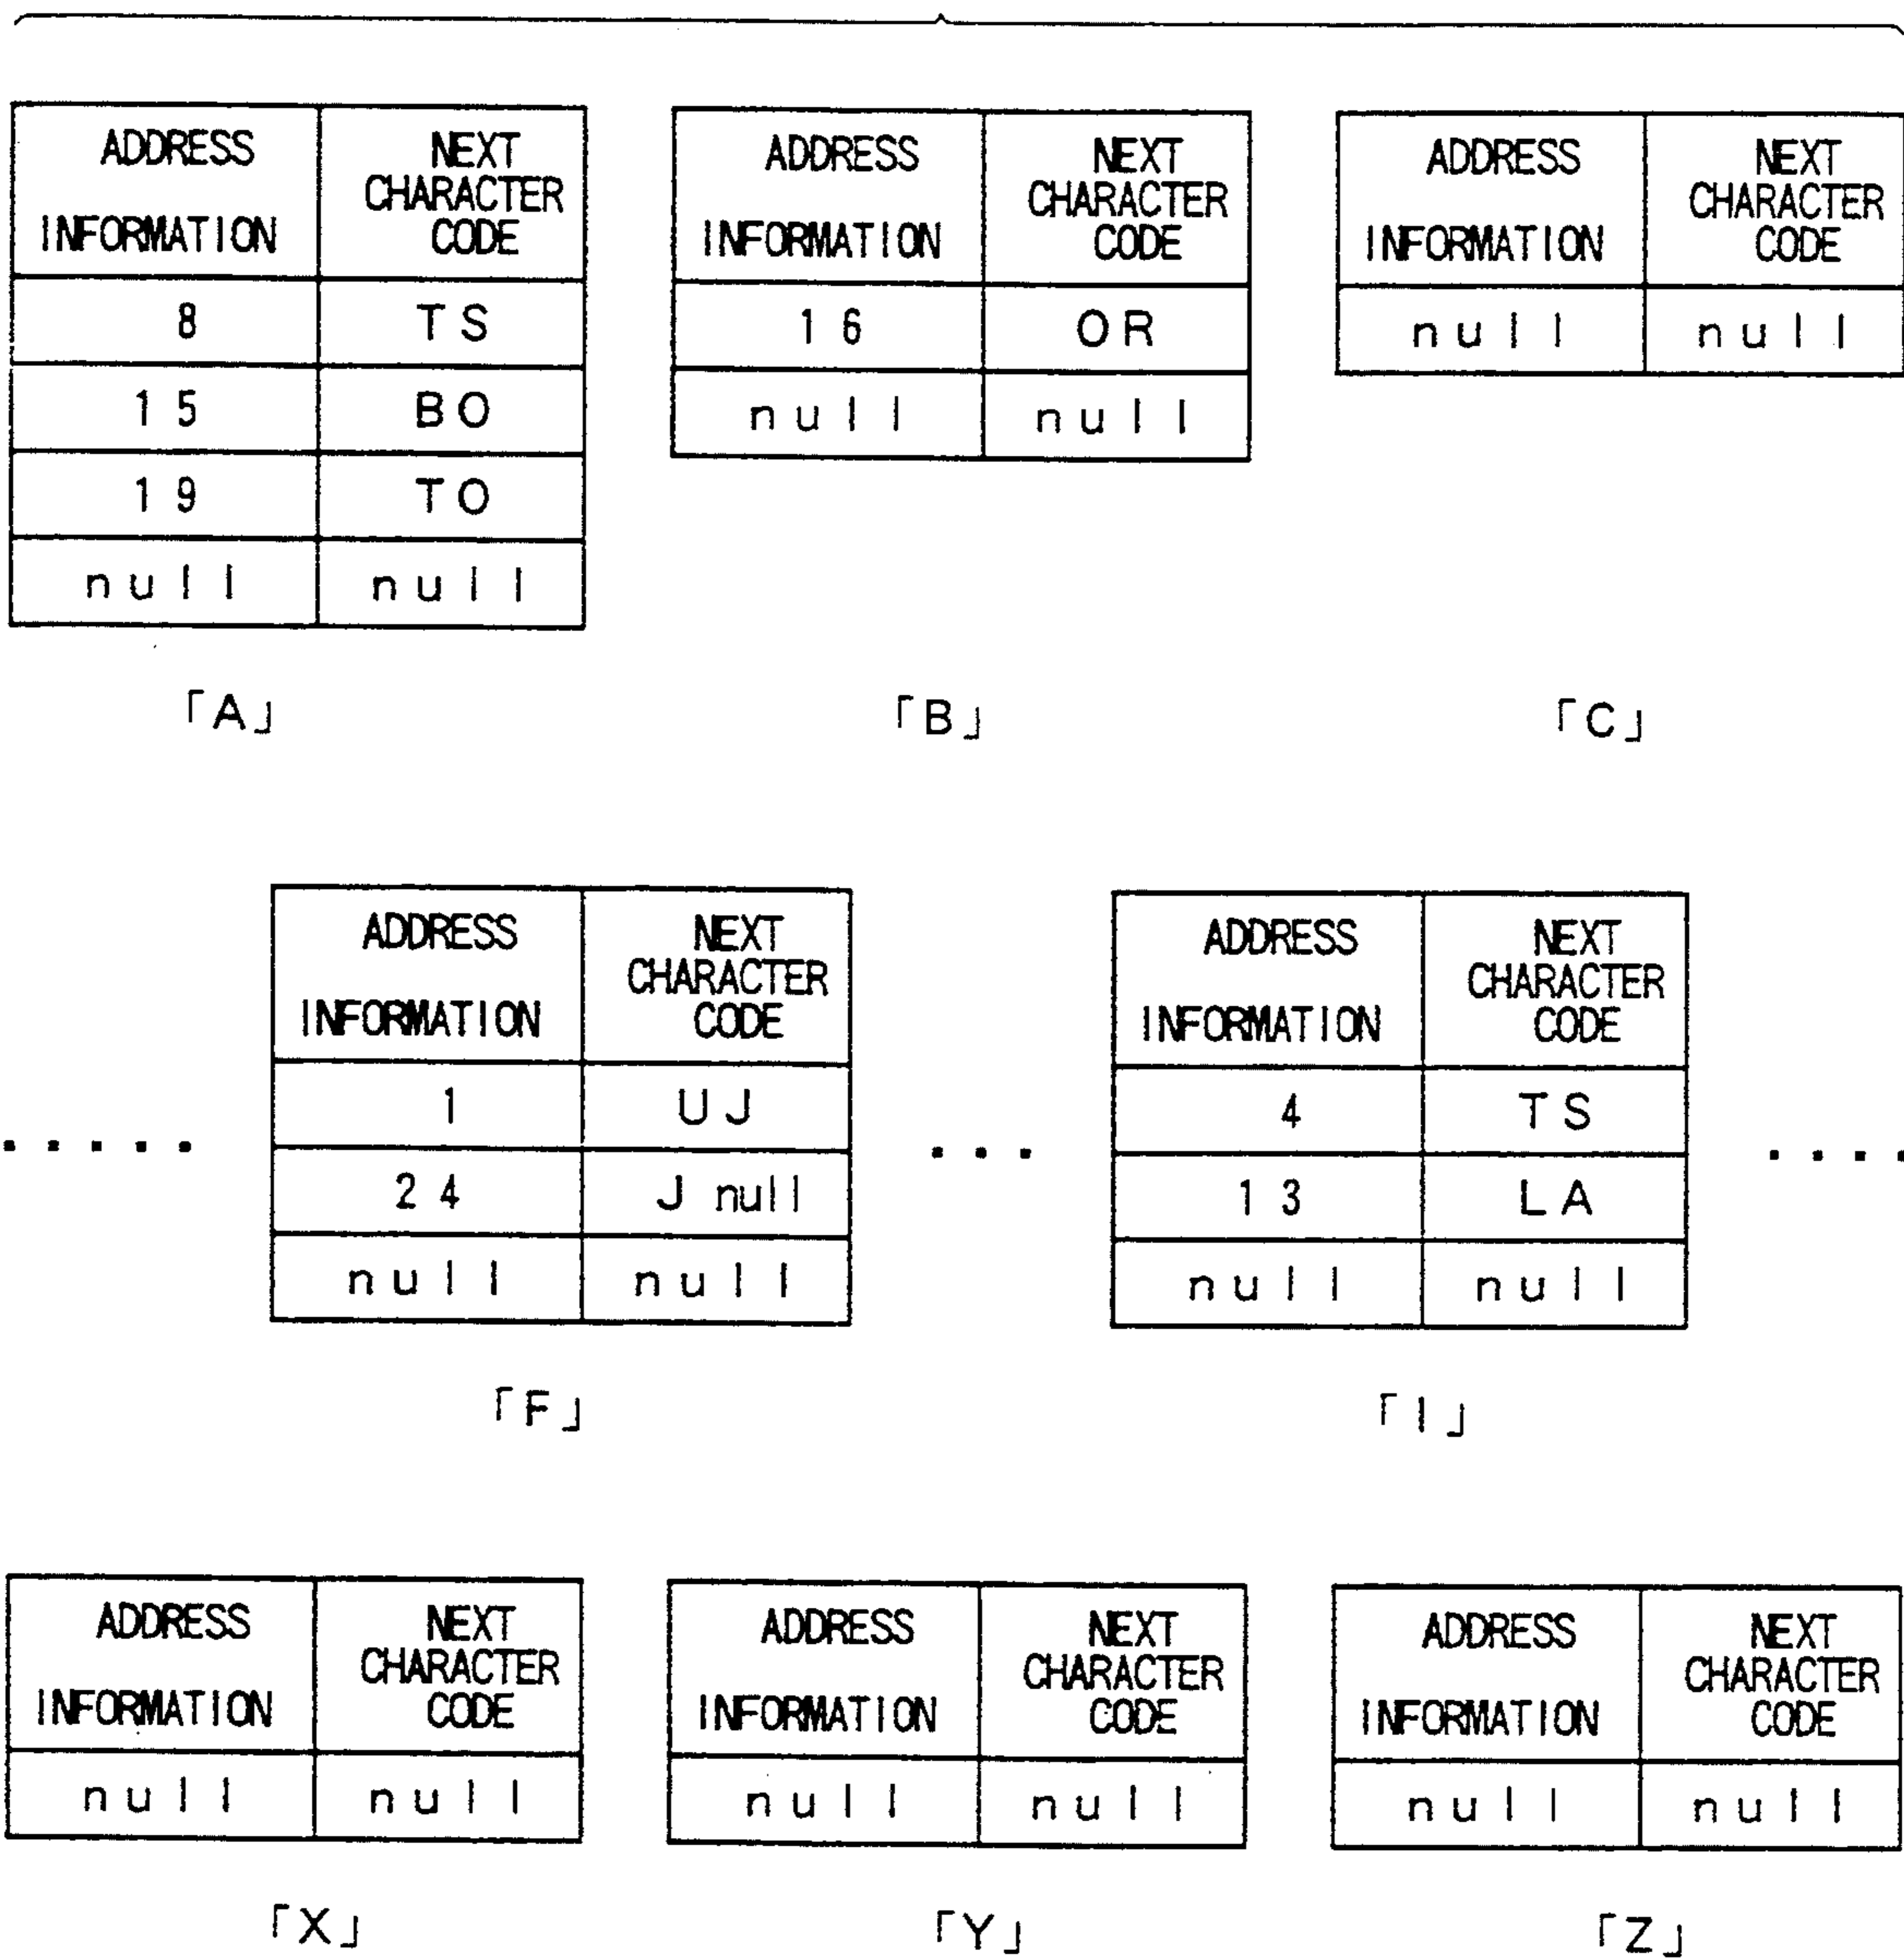 ADDRESS INFORMATION NEXT CHARACTER CODE
8 TS
15 BO
19 TO
null null
「A」
ADDRESS INFORMATION NEXT CHARACTER CODE
16 OR
null null
「B」
ADDRESS INFORMATION NEXT CHARACTER CODE
null null
「C」
.....
ADDRESS INFORMATION NEXT CHARACTER CODE
1 UJ
24 J null
null null
「F」
...
ADDRESS INFORMATION NEXT CHARACTER CODE
4 TS
13 LA
null null
「I」
....
ADDRESS INFORMATION NEXT CHARACTER CODE
null null
「X」
ADDRESS INFORMATION NEXT CHARACTER CODE
null null
「Y」
ADDRESS INFORMATION NEXT CHARACTER CODE
null null
「Z」